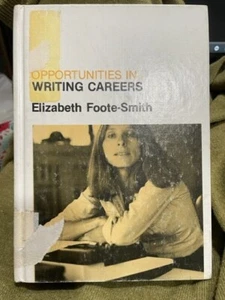 OPPORTUNITIES IN
WRITING CAREERS
Elizabeth Foote-Smith